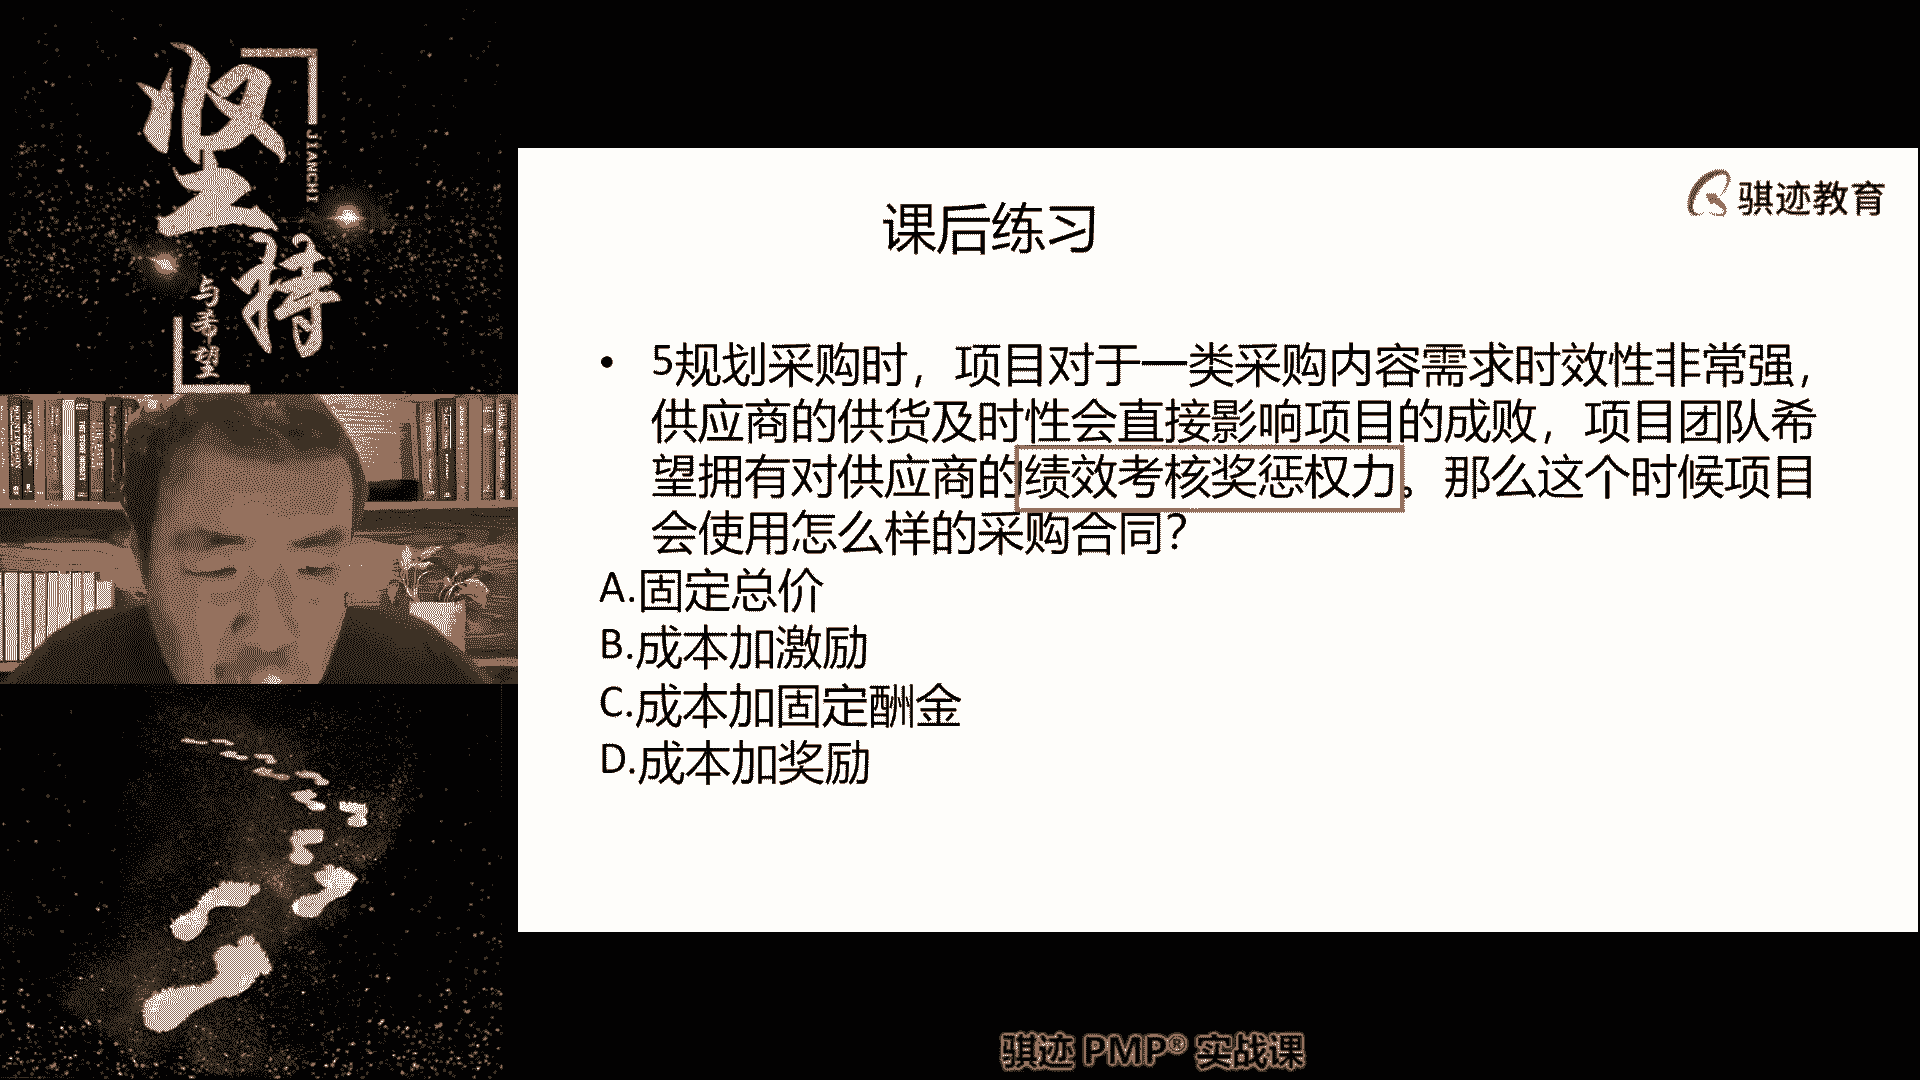 坚持
JIANCHI
与希望
骐迹教育
课后练习
• 5规划采购时，项目对于一类采购内容需求时效性非常强，
供应商的供货及时性会直接影响项目的成败，项目团队希
望拥有对供应商的绩效考核奖惩权力。那么这个时候项目
会使用怎么样的采购合同？
A.固定总价
B.成本加激励
C.成本加固定酬金
D.成本加奖励
骐迹 PMP® 实战课